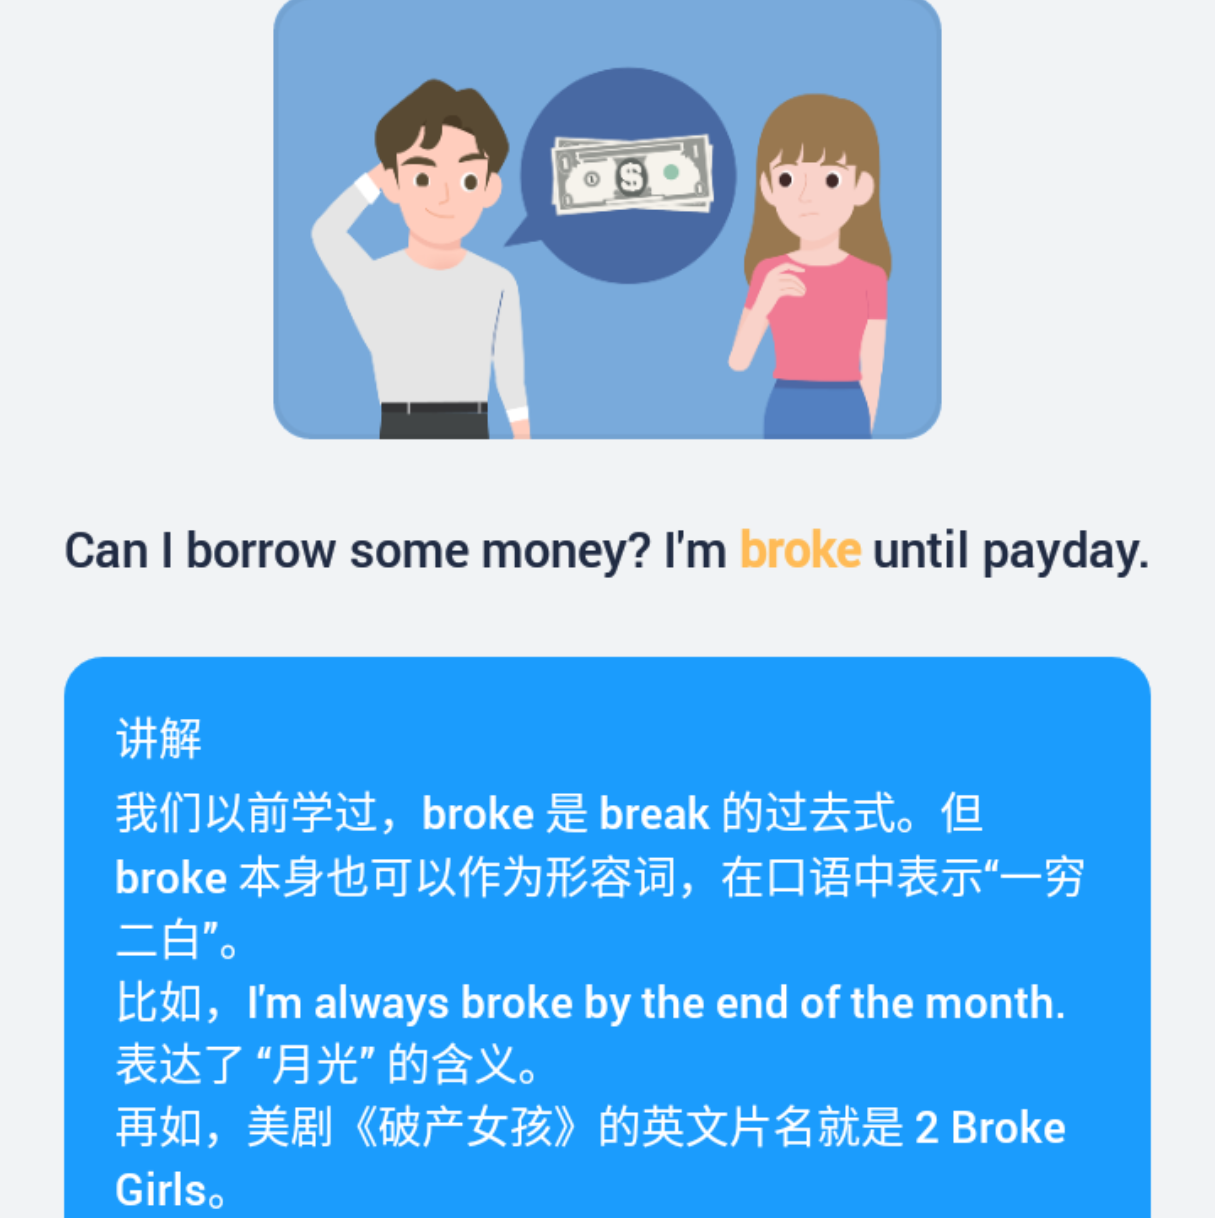 Can I borrow some money? I'm broke until payday.
讲解
我们以前学过，broke 是 break 的过去式。但
broke 本身也可以作为形容词，在口语中表示“一穷
二白”。
比如，I'm always broke by the end of the month.
表达了 “月光” 的含义。
再如，美剧《破产女孩》的英文片名就是 2 Broke
Girls。